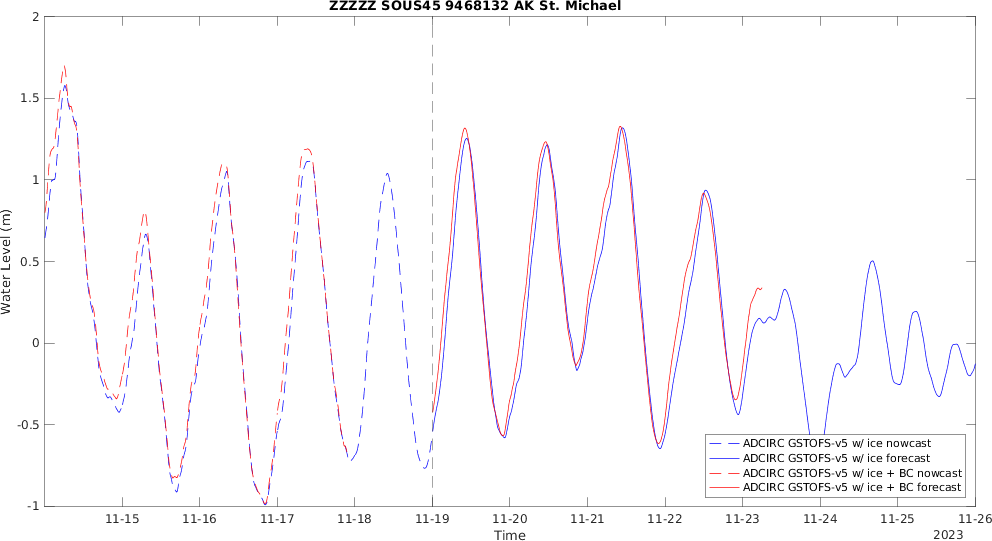 ZZZZZ SOUS45 9468132 AK St. Michael
2
1.5
1
0.5
0
-0.5
-1
Water Level (m)
11-15 11-16 11-17 11-18 11-19 11-20 11-21 11-22 11-23 11-24 11-25 11-26
Time
2023
ADCIRC GSTOFS-v5 w/ ice nowcast
ADCIRC GSTOFS-v5 w/ ice forecast
ADCIRC GSTOFS-v5 w/ ice + BC nowcast
ADCIRC GSTOFS-v5 w/ ice + BC forecast